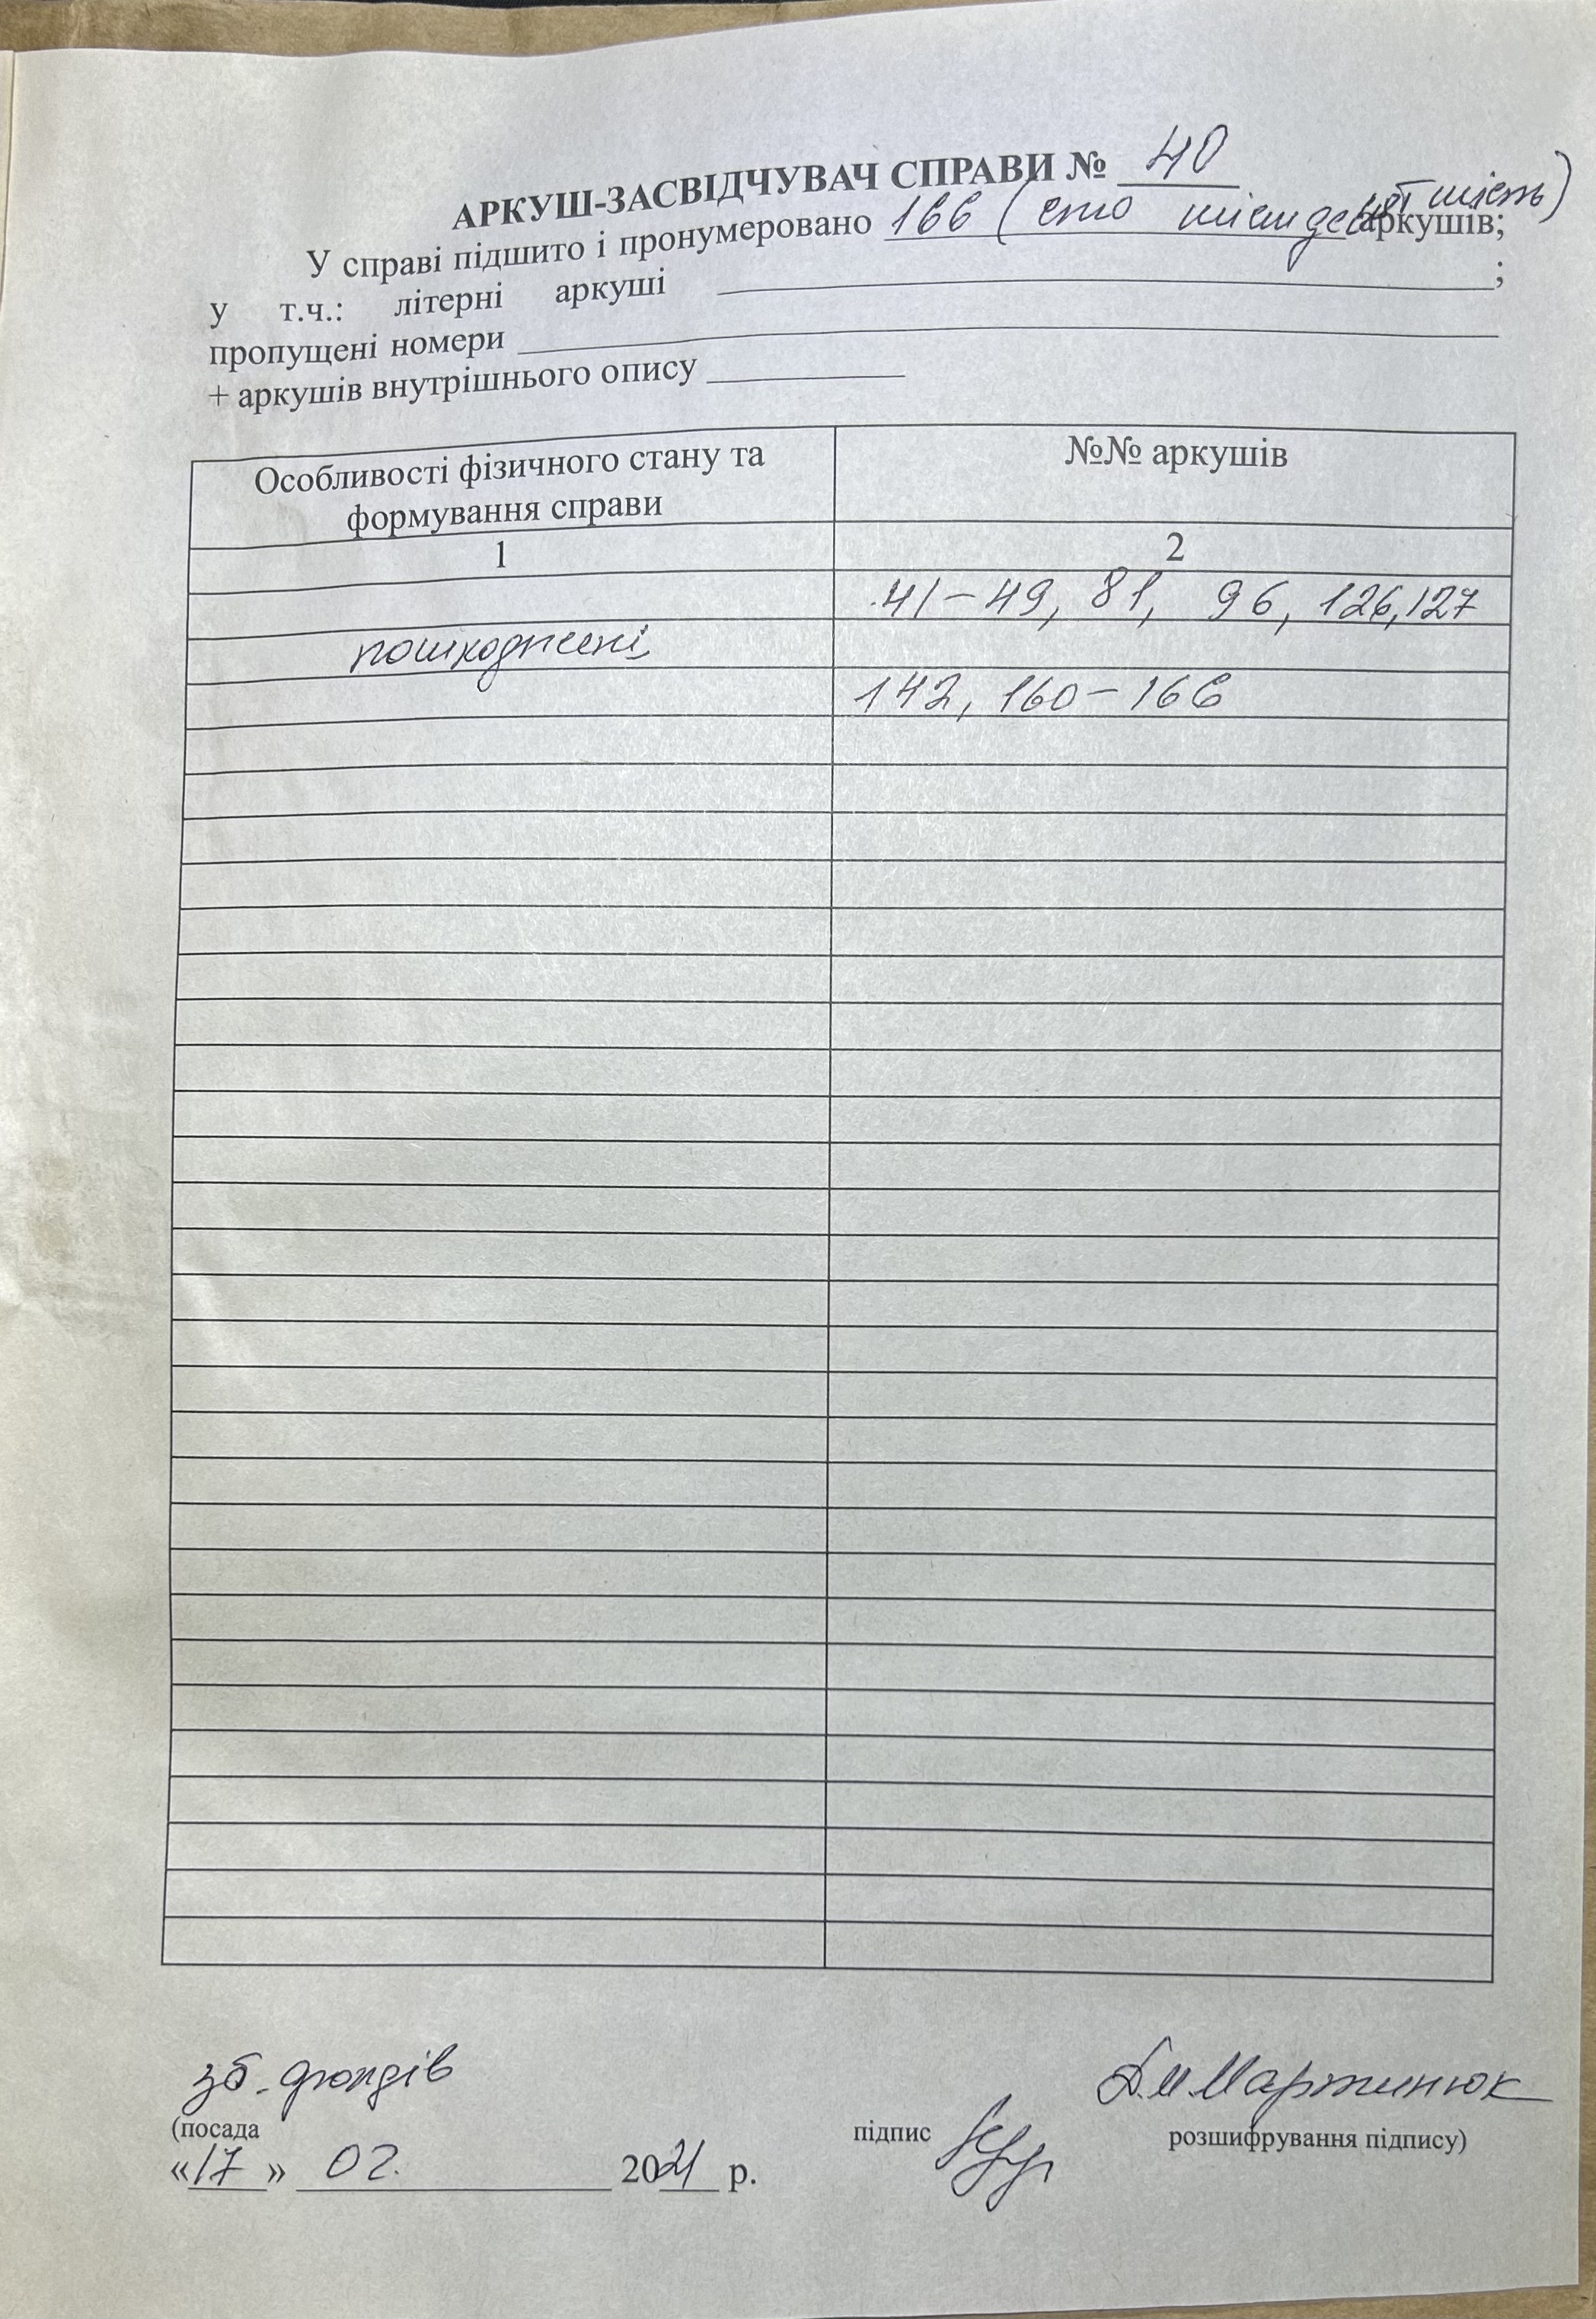 АРКУШ-ЗАСВІДЧУВАЧ СПРАВИ № 40
У справі підшито і пронумеровано 166 (сто шістдесят шість) аркушів;
у т.ч.: літерні аркуші ;
пропущені номери
+ аркушів внутрішнього опису
Особливості фізичного стану та
формування справи
№№ аркушів
1 2
41–49, 81, 96, 126,127
пошкоджені
142, 160–166
зб. фондів Мартинюк
(посада підпис розшифрування підпису)
«17» 02. 2021 р.